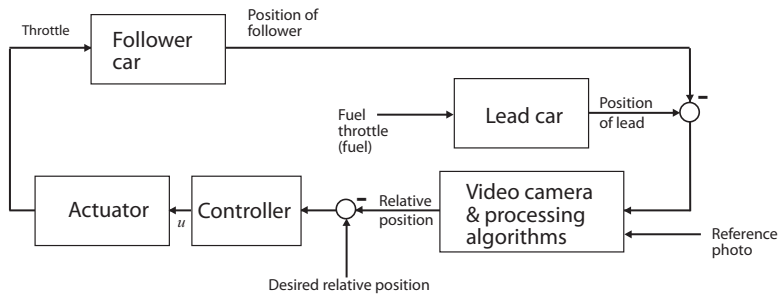 Throttle
Follower
car
Position of
follower
−
Fuel
throttle
(fuel)
Lead car
Position
of lead
Actuator
u
Controller
−
Relative
position
Video camera
& processing
algorithms
Reference
photo
Desired relative position